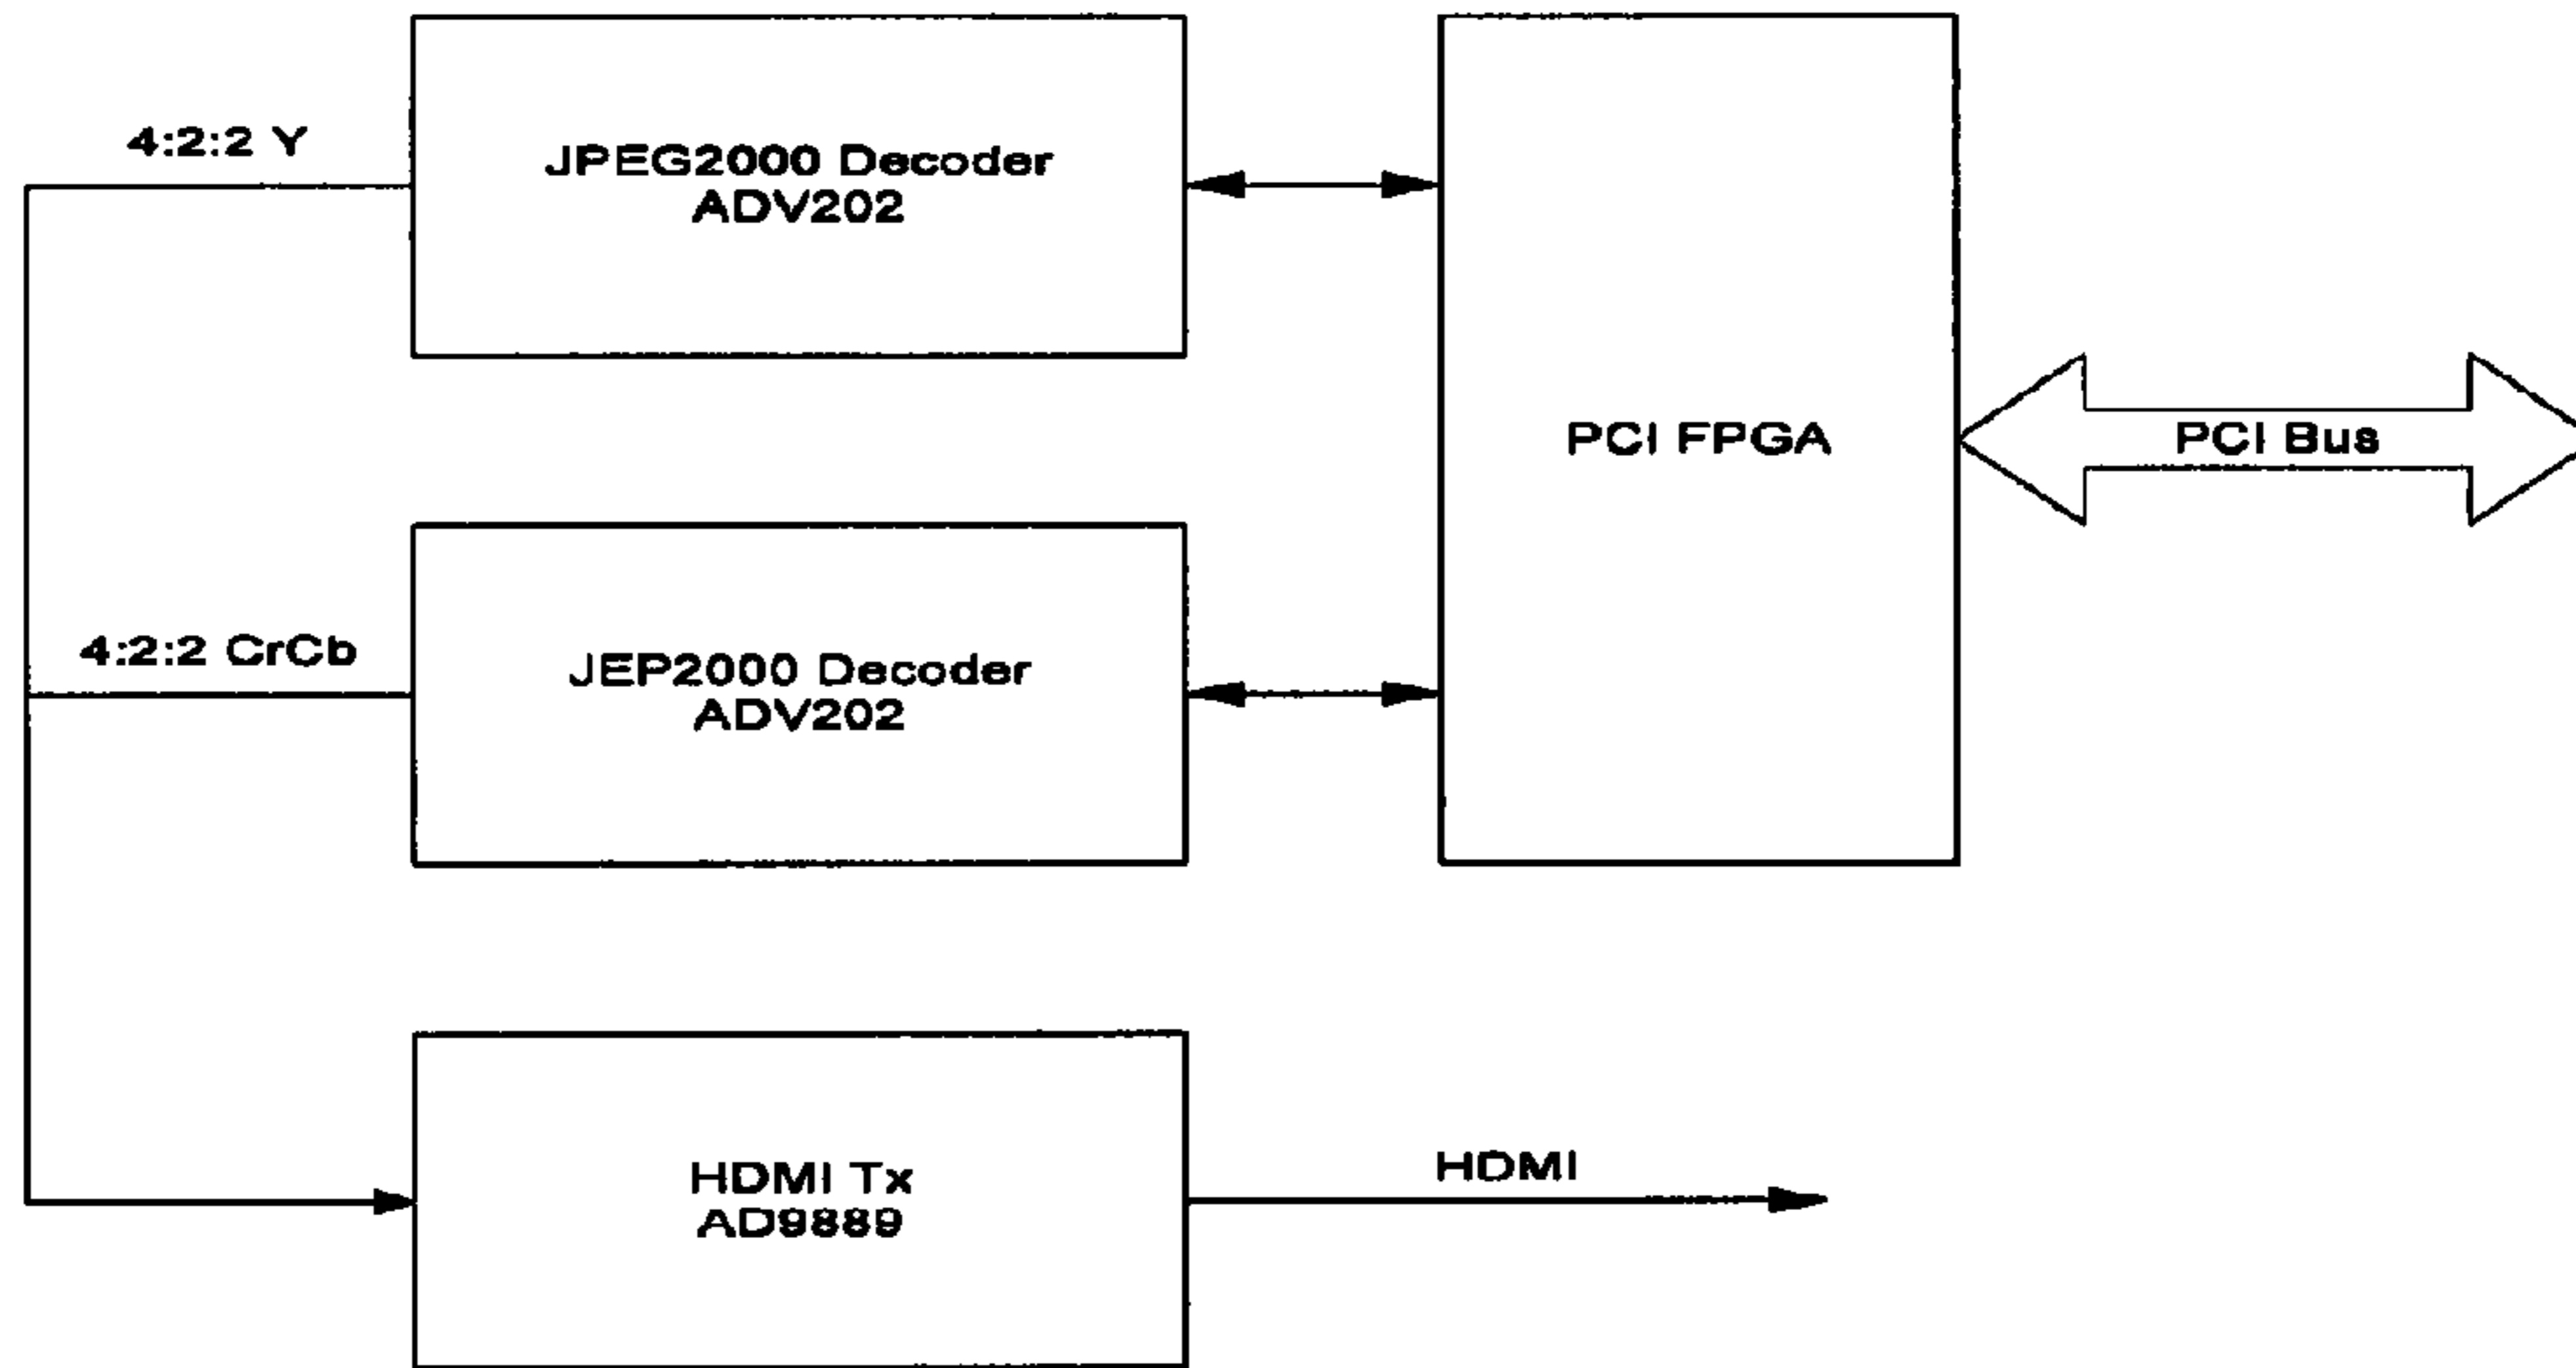 4:2:2 Y
JPEG2000 Decoder
ADV202
PCI FPGA
PCI Bus
4:2:2 CrCb
JEP2000 Decoder
ADV202
HDMI Tx
AD9889
HDMI